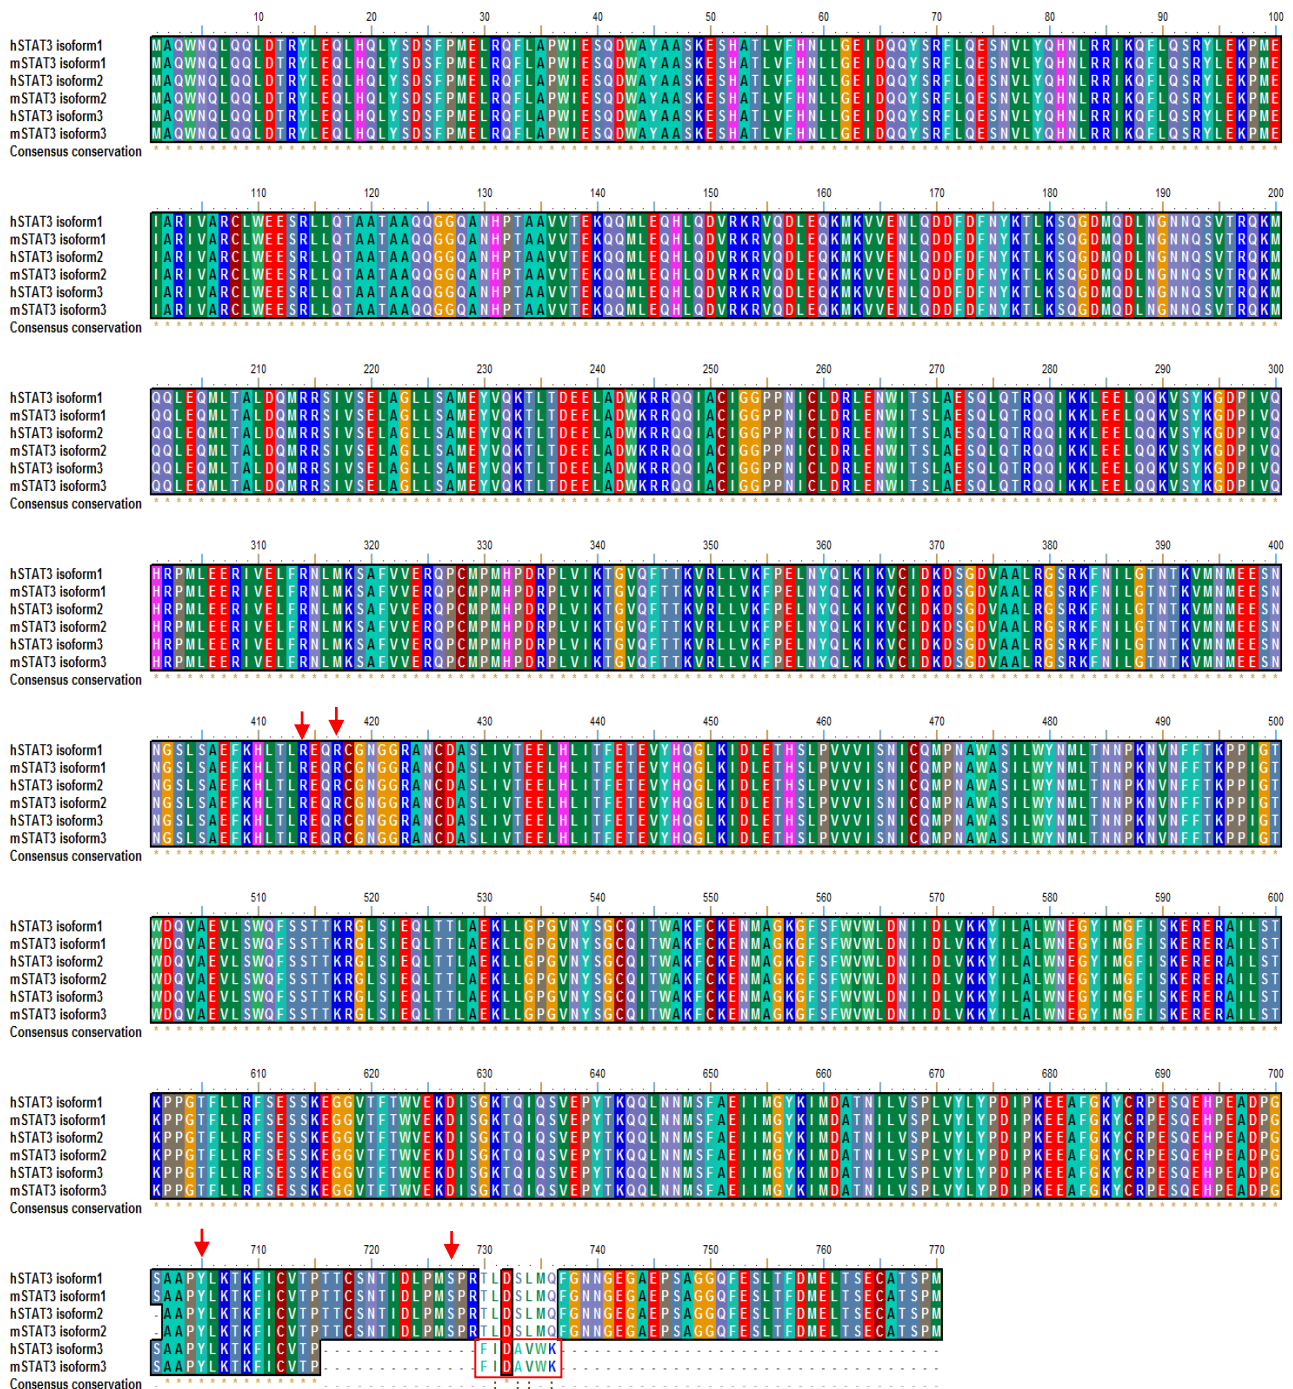 10 20 30 40 50 60 70 80 90 100
hSTAT3 isoform1 MAQWNQLQQLDTRYLEQLHQLYSDSFPMELRQFLAPWIESQDWAYAASKESHATLVFHNLLGEIDQQYSRFLQESNVLYQHNLRRIKQFLQSRYLEKPME
mSTAT3 isoform1 MAQWNQLQQLDTRYLEQLHQLYSDSFPMELRQFLAPWIESQDWAYAASKESHATLVFHNLLGEIDQQYSRFLQESNVLYQHNLRRIKQFLQSRYLEKPME
hSTAT3 isoform2 MAQWNQLQQLDTRYLEQLHQLYSDSFPMELRQFLAPWIESQDWAYAASKESHATLVFHNLLGEIDQQYSRFLQESNVLYQHNLRRIKQFLQSRYLEKPME
mSTAT3 isoform2 MAQWNQLQQLDTRYLEQLHQLYSDSFPMELRQFLAPWIESQDWAYAASKESHATLVFHNLLGEIDQQYSRFLQESNVLYQHNLRRIKQFLQSRYLEKPME
hSTAT3 isoform3 MAQWNQLQQLDTRYLEQLHQLYSDSFPMELRQFLAPWIESQDWAYAASKESHATLVFHNLLGEIDQQYSRFLQESNVLYQHNLRRIKQFLQSRYLEKPME
mSTAT3 isoform3 MAQWNQLQQLDTRYLEQLHQLYSDSFPMELRQFLAPWIESQDWAYAASKESHATLVFHNLLGEIDQQYSRFLQESNVLYQHNLRRIKQFLQSRYLEKPME
Consensus conservation
110 120 130 140 150 160 170 180 190 200
hSTAT3 isoform1 IARIVARCLWEESRLLQTAATAAQQGGQANHPTAAVVTEKQQMLEQHLQDVRKRVQDLEQKMKVVENLQDDFDFNYKTLKSQGDMQDLNGNNQSVTRQKM
mSTAT3 isoform1 IARIVARCLWEESRLLQTAATAAQQGGQANHPTAAVVTEKQQMLEQHLQDVRKRVQDLEQKMKVVENLQDDFDFNYKTLKSQGDMQDLNGNNQSVTRQKM
hSTAT3 isoform2 IARIVARCLWEESRLLQTAATAAQQGGQANHPTAAVVTEKQQMLEQHLQDVRKRVQDLEQKMKVVENLQDDFDFNYKTLKSQGDMQDLNGNNQSVTRQKM
mSTAT3 isoform2 IARIVARCLWEESRLLQTAATAAQQGGQANHPTAAVVTEKQQMLEQHLQDVRKRVQDLEQKMKVVENLQDDFDFNYKTLKSQGDMQDLNGNNQSVTRQKM
hSTAT3 isoform3 IARIVARCLWEESRLLQTAATAAQQGGQANHPTAAVVTEKQQMLEQHLQDVRKRVQDLEQKMKVVENLQDDFDFNYKTLKSQGDMQDLNGNNQSVTRQKM
mSTAT3 isoform3 IARIVARCLWEESRLLQTAATAAQQGGQANHPTAAVVTEKQQMLEQHLQDVRKRVQDLEQKMKVVENLQDDFDFNYKTLKSQGDMQDLNGNNQSVTRQKM
Consensus conservation
210 220 230 240 250 260 270 280 290 300
hSTAT3 isoform1 QQLEQMLTALDQMRRSIVSELAGLLSAMEYVQKTLTDEELADWKRRQQIACIGGPPNICLDRLENWITSLAESQLQTRQQIKKLEELQQKVSYKGDPIVQ
mSTAT3 isoform1 QQLEQMLTALDQMRRSIVSELAGLLSAMEYVQKTLTDEELADWKRRQQIACIGGPPNICLDRLENWITSLAESQLQTRQQIKKLEELQQKVSYKGDPIVQ
hSTAT3 isoform2 QQLEQMLTALDQMRRSIVSELAGLLSAMEYVQKTLTDEELADWKRRQQIACIGGPPNICLDRLENWITSLAESQLQTRQQIKKLEELQQKVSYKGDPIVQ
mSTAT3 isoform2 QQLEQMLTALDQMRRSIVSELAGLLSAMEYVQKTLTDEELADWKRRQQIACIGGPPNICLDRLENWITSLAESQLQTRQQIKKLEELQQKVSYKGDPIVQ
hSTAT3 isoform3 QQLEQMLTALDQMRRSIVSELAGLLSAMEYVQKTLTDEELADWKRRQQIACIGGPPNICLDRLENWITSLAESQLQTRQQIKKLEELQQKVSYKGDPIVQ
mSTAT3 isoform3 QQLEQMLTALDQMRRSIVSELAGLLSAMEYVQKTLTDEELADWKRRQQIACIGGPPNICLDRLENWITSLAESQLQTRQQIKKLEELQQKVSYKGDPIVQ
Consensus conservation
310 320 330 340 350 360 370 380 390 400
hSTAT3 isoform1 HRPMLEERIVELFRNLMKSAFVVERQPCMPMHPDRPLVIKTGVQFTTKVRLLVKFPELNYQLKIKVCIDKDSGDVAALRGSRKFNILGTNTKVMNMEESN
mSTAT3 isoform1 HRPMLEERIVELFRNLMKSAFVVERQPCMPMHPDRPLVIKTGVQFTTKVRLLVKFPELNYQLKIKVCIDKDSGDVAALRGSRKFNILGTNTKVMNMEESN
hSTAT3 isoform2 HRPMLEERIVELFRNLMKSAFVVERQPCMPMHPDRPLVIKTGVQFTTKVRLLVKFPELNYQLKIKVCIDKDSGDVAALRGSRKFNILGTNTKVMNMEESN
mSTAT3 isoform2 HRPMLEERIVELFRNLMKSAFVVERQPCMPMHPDRPLVIKTGVQFTTKVRLLVKFPELNYQLKIKVCIDKDSGDVAALRGSRKFNILGTNTKVMNMEESN
hSTAT3 isoform3 HRPMLEERIVELFRNLMKSAFVVERQPCMPMHPDRPLVIKTGVQFTTKVRLLVKFPELNYQLKIKVCIDKDSGDVAALRGSRKFNILGTNTKVMNMEESN
mSTAT3 isoform3 HRPMLEERIVELFRNLMKSAFVVERQPCMPMHPDRPLVIKTGVQFTTKVRLLVKFPELNYQLKIKVCIDKDSGDVAALRGSRKFNILGTNTKVMNMEESN
Consensus conservation
410 420 430 440 450 460 470 480 490 500
hSTAT3 isoform1 NGSLSAEFKHLTLREQRCGNGGRANCDASLIVTEELHLITFETEVYHQGLKIDLETHSLPVVVISNICQMPNAWASILWYNMLTNNPKNVNFFTKPPIGT
mSTAT3 isoform1 NGSLSAEFKHLTLREQRCGNGGRANCDASLIVTEELHLITFETEVYHQGLKIDLETHSLPVVVISNICQMPNAWASILWYNMLTNNPKNVNFFTKPPIGT
hSTAT3 isoform2 NGSLSAEFKHLTLREQRCGNGGRANCDASLIVTEELHLITFETEVYHQGLKIDLETHSLPVVVISNICQMPNAWASILWYNMLTNNPKNVNFFTKPPIGT
mSTAT3 isoform2 NGSLSAEFKHLTLREQRCGNGGRANCDASLIVTEELHLITFETEVYHQGLKIDLETHSLPVVVISNICQMPNAWASILWYNMLTNNPKNVNFFTKPPIGT
hSTAT3 isoform3 NGSLSAEFKHLTLREQRCGNGGRANCDASLIVTEELHLITFETEVYHQGLKIDLETHSLPVVVISNICQMPNAWASILWYNMLTNNPKNVNFFTKPPIGT
mSTAT3 isoform3 NGSLSAEFKHLTLREQRCGNGGRANCDASLIVTEELHLITFETEVYHQGLKIDLETHSLPVVVISNICQMPNAWASILWYNMLTNNPKNVNFFTKPPIGT
Consensus conservation
510 520 530 540 550 560 570 580 590 600
hSTAT3 isoform1 WDQVAEVLSWQFSSTTKRGLSIEQLTTLAEKLLGPGVNYSGCQITWAKFCKENMAGKGFSFWVWLDNIIDLVKKYILALWNEGYIMGFISKERERAILST
mSTAT3 isoform1 WDQVAEVLSWQFSSTTKRGLSIEQLTTLAEKLLGPGVNYSGCQITWAKFCKENMAGKGFSFWVWLDNIIDLVKKYILALWNEGYIMGFISKERERAILST
hSTAT3 isoform2 WDQVAEVLSWQFSSTTKRGLSIEQLTTLAEKLLGPGVNYSGCQITWAKFCKENMAGKGFSFWVWLDNIIDLVKKYILALWNEGYIMGFISKERERAILST
mSTAT3 isoform2 WDQVAEVLSWQFSSTTKRGLSIEQLTTLAEKLLGPGVNYSGCQITWAKFCKENMAGKGFSFWVWLDNIIDLVKKYILALWNEGYIMGFISKERERAILST
hSTAT3 isoform3 WDQVAEVLSWQFSSTTKRGLSIEQLTTLAEKLLGPGVNYSGCQITWAKFCKENMAGKGFSFWVWLDNIIDLVKKYILALWNEGYIMGFISKERERAILST
mSTAT3 isoform3 WDQVAEVLSWQFSSTTKRGLSIEQLTTLAEKLLGPGVNYSGCQITWAKFCKENMAGKGFSFWVWLDNIIDLVKKYILALWNEGYIMGFISKERERAILST
Consensus conservation
610 620 630 640 650 660 670 680 690 700
hSTAT3 isoform1 KPPGTFLLRFSESSKEGGVTFTWVEKDISGKTQIQSVEPYTKQQLNNMSFAEIIMGYKIMDATNILVSPLVYLYPDIPKEEAFGKYCRPESQEHPEADPG
mSTAT3 isoform1 KPPGTFLLRFSESSKEGGVTFTWVEKDISGKTQIQSVEPYTKQQLNNMSFAEIIMGYKIMDATNILVSPLVYLYPDIPKEEAFGKYCRPESQEHPEADPG
hSTAT3 isoform2 KPPGTFLLRFSESSKEGGVTFTWVEKDISGKTQIQSVEPYTKQQLNNMSFAEIIMGYKIMDATNILVSPLVYLYPDIPKEEAFGKYCRPESQEHPEADPG
mSTAT3 isoform2 KPPGTFLLRFSESSKEGGVTFTWVEKDISGKTQIQSVEPYTKQQLNNMSFAEIIMGYKIMDATNILVSPLVYLYPDIPKEEAFGKYCRPESQEHPEADPG
hSTAT3 isoform3 KPPGTFLLRFSESSKEGGVTFTWVEKDISGKTQIQSVEPYTKQQLNNMSFAEIIMGYKIMDATNILVSPLVYLYPDIPKEEAFGKYCRPESQEHPEADPG
mSTAT3 isoform3 KPPGTFLLRFSESSKEGGVTFTWVEKDISGKTQIQSVEPYTKQQLNNMSFAEIIMGYKIMDATNILVSPLVYLYPDIPKEEAFGKYCRPESQEHPEADPG
Consensus conservation
710 720 730 740 750 760 770
hSTAT3 isoform1 SAAPYLKTKFICVTPTTCSNTIDLPMSPRTLDSLMQFGNNGEGAEPSAGGQFESLTFDMELTSECATSPM
mSTAT3 isoform1 SAAPYLKTKFICVTPTTCSNTIDLPMSPRTLDSLMQFGNNGEGAEPSAGGQFESLTFDMELTSECATSPM
hSTAT3 isoform2 -AAPYLKTKFICVTPTTCSNTIDLPMSPRTLDSLMQFGNNGEGAEPSAGGQFESLTFDMELTSECATSPM
mSTAT3 isoform2 -AAPYLKTKFICVTPTTCSNTIDLPMSPRTLDSLMQFGNNGEGAEPSAGGQFESLTFDMELTSECATSPM
hSTAT3 isoform3 SAAPYLKTKFICVTP--------------FIDAVWK----------------------------------
mSTAT3 isoform3 SAAPYLKTKFICVTP--------------FIDAVWK----------------------------------
Consensus conservation